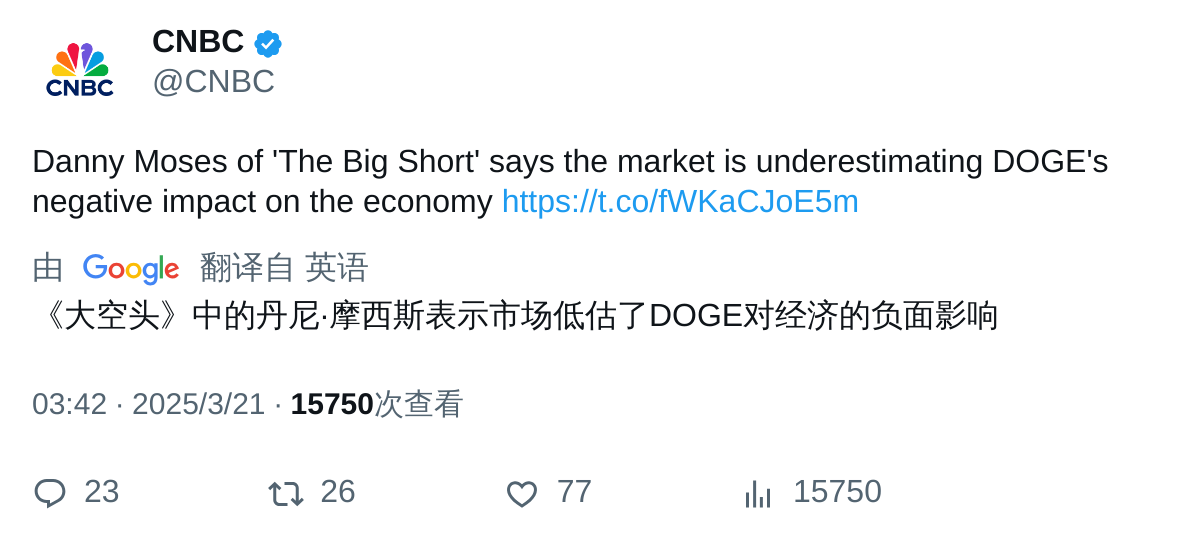 CNBC
CNBC
@CNBC
Danny Moses of 'The Big Short' says the market is underestimating DOGE's
negative impact on the economy https://t.co/fWKaCJoE5m
由 Google 翻译自 英语
《大空头》中的丹尼·摩西斯表示市场低估了DOGE对经济的负面影响
03:42 · 2025/3/21 · 15750次查看
23 26 77 15750